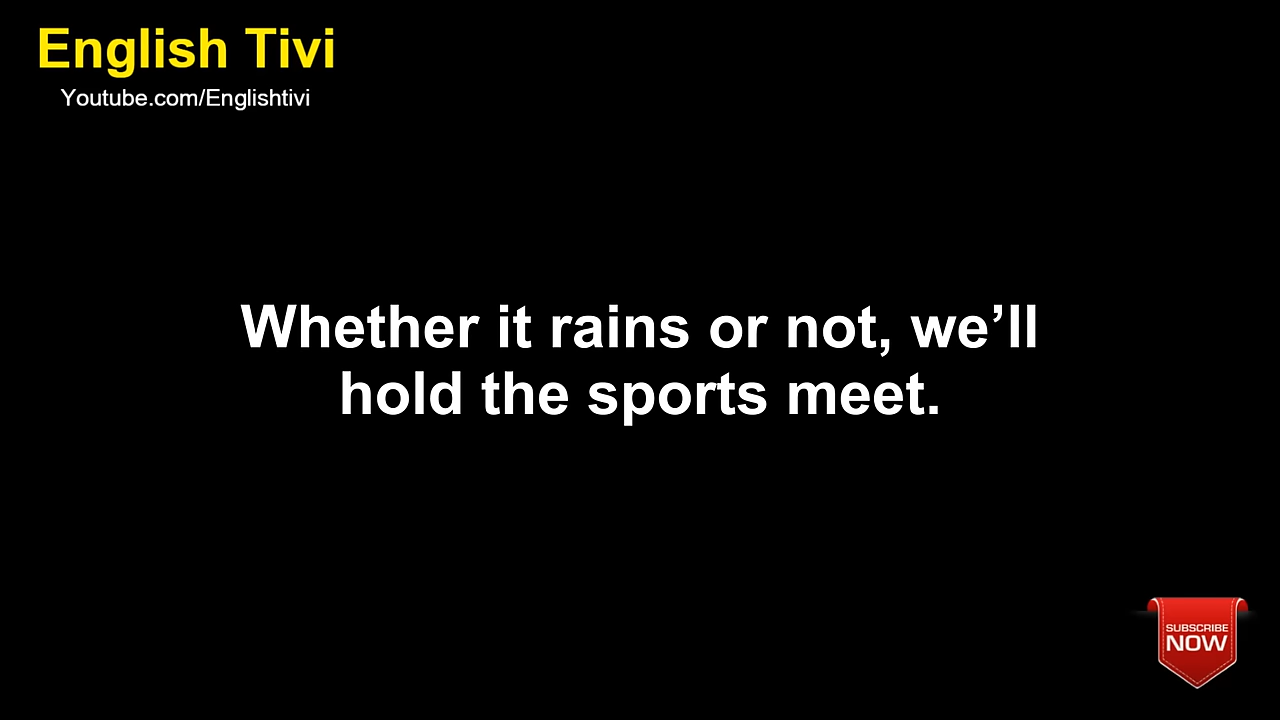 English Tivi
Youtube.com/Englishtivi
Whether it rains or not, we’ll
hold the sports meet.
SUBSCRIBE
NOW